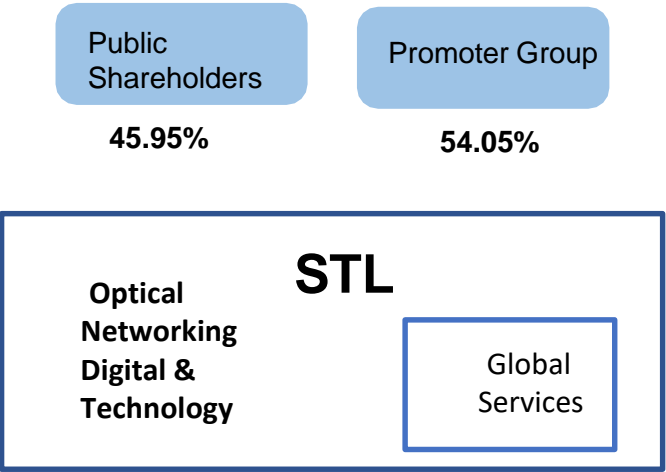 Public
Shareholders
Promoter Group
45.95%
54.05%
STL
Optical
Networking
Digital &
Technology
Global
Services